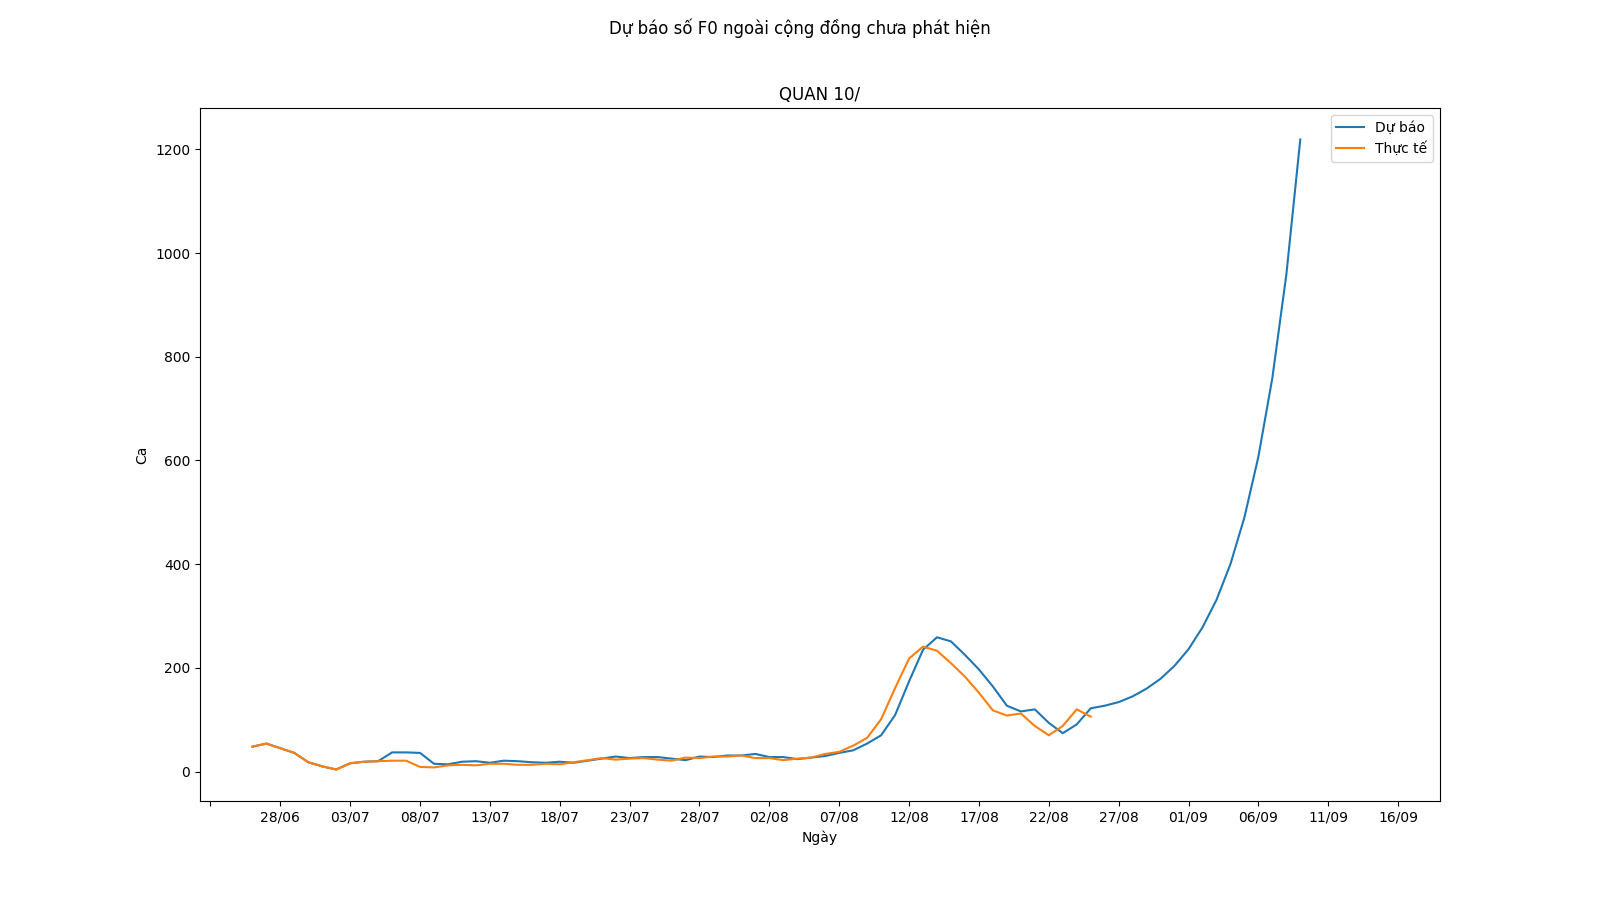 Dự báo số F0 ngoài cộng đồng chưa phát hiện
QUAN 10/
Dự báo
Thực tế
1200
1000
800
600
400
200
0
Ca
28/06 03/07 08/07 13/07 18/07 23/07 28/07 02/08 07/08 12/08 17/08 22/08 27/08 01/09 06/09 11/09 16/09
Ngày